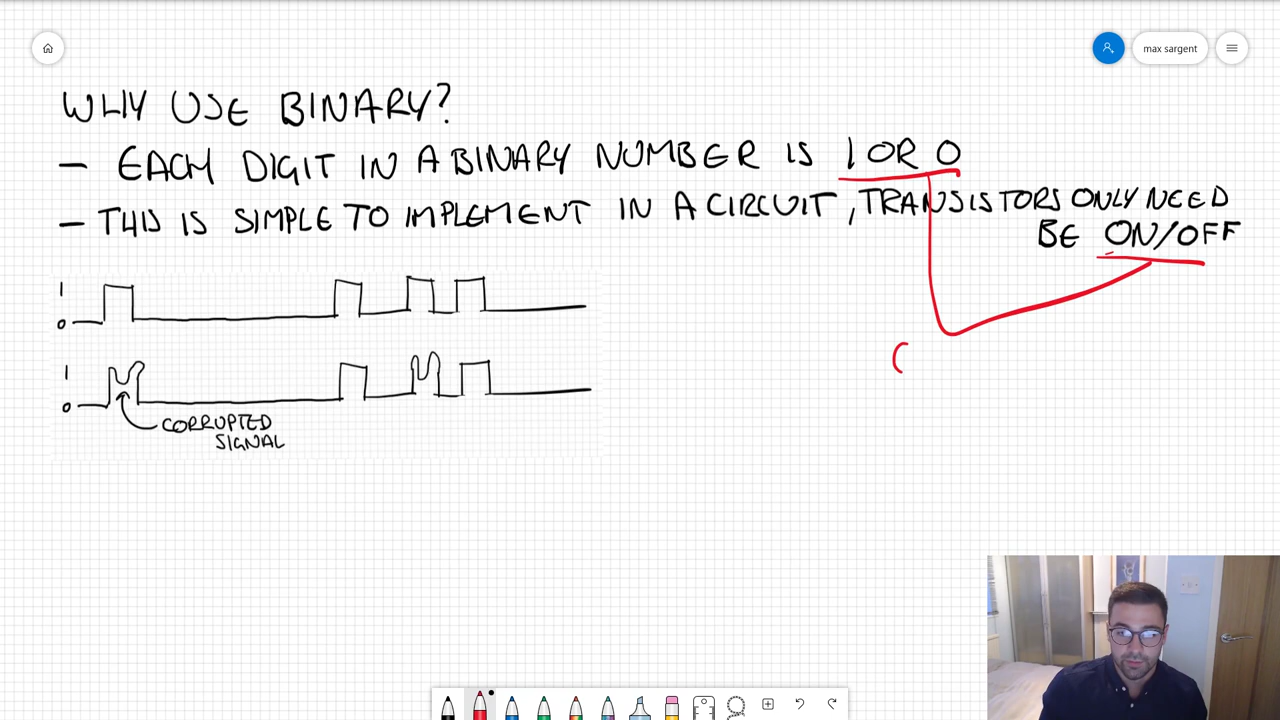 max sargent
WHY USE BINARY?
- EACH DIGIT IN A BINARY NUMBER IS 1 OR 0
- THIS IS SIMPLE TO IMPLEMENT IN A CIRCUIT, TRANSISTORS ONLY NEED
BE ON/OFF
1
0
1
0
CORRUPTED
SIGNAL